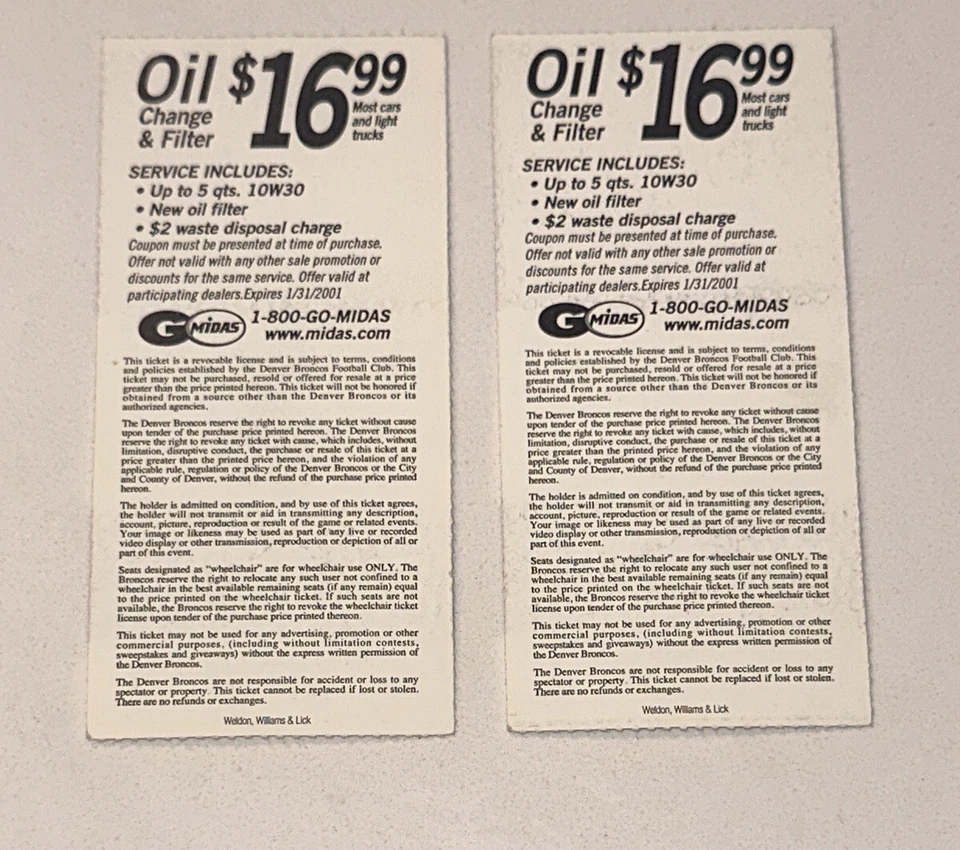 Oil $16.99
Change
& Filter
Most cars
and light
trucks
SERVICE INCLUDES:
• Up to 5 qts. 10W30
• New oil filter
• $2 waste disposal charge
Coupon must be presented at time of purchase.
Offer not valid with any other sale promotion or
discounts for the same service. Offer valid at
participating dealers.Expires 1/31/2001
G MIDAS
1-800-GO-MIDAS
www.midas.com
This ticket is a revocable license and is subject to terms, conditions
and policies established by the Denver Broncos Football Club. This
ticket may not be purchased, resold or offered for resale at a price
greater than the price printed hereon. This ticket will not be honored if
obtained from a source other than the Denver Broncos or its
authorized agencies.
The Denver Broncos reserve the right to revoke any ticket without cause
upon tender of the purchase price printed hereon. The Denver Broncos
reserve the right to revoke any ticket with cause, which includes, without
limitation, disruptive conduct, the purchase or resale of this ticket at a
price greater than the printed price hereon, and the violation of any
applicable rule, regulation or policy of the Denver Broncos or the City
and County of Denver, without the refund of the purchase price printed
hereon.
The holder is admitted on condition, and by use of this ticket agrees,
the holder will not transmit or aid in transmitting any description,
account, picture, reproduction or result of the game or related events.
Your image or likeness may be used as part of any live or recorded
video display or other transmission, reproduction or depiction of all or
part of this event.
Seats designated as "wheelchair" are for wheelchair use ONLY. The
Broncos reserve the right to relocate any such user not confined to a
wheelchair in the best available remaining seats (if any remain) equal
to the price printed on the wheelchair ticket. If such seats are not
available, the Broncos reserve the right to revoke the wheelchair ticket
license upon tender of the purchase price printed thereon.
This ticket may not be used for any advertising, promotion or other
commercial purposes, (including without limitation contests,
sweepstakes and giveaways) without the express written permission of
the Denver Broncos.
The Denver Broncos are not responsible for accident or loss to any
spectator or property. This ticket cannot be replaced if lost or stolen.
There are no refunds or exchanges.
Weldon, Williams & Lick
Oil $16.99
Change
& Filter
Most cars
and light
trucks
SERVICE INCLUDES:
• Up to 5 qts. 10W30
• New oil filter
• $2 waste disposal charge
Coupon must be presented at time of purchase.
Offer not valid with any other sale promotion or
discounts for the same service. Offer valid at
participating dealers.Expires 1/31/2001
G MIDAS
1-800-GO-MIDAS
www.midas.com
This ticket is a revocable license and is subject to terms, conditions
and policies established by the Denver Broncos Football Club. This
ticket may not be purchased, resold or offered for resale at a price
greater than the price printed hereon. This ticket will not be honored if
obtained from a source other than the Denver Broncos or its
authorized agencies.
The Denver Broncos reserve the right to revoke any ticket without cause
upon tender of the purchase price printed hereon. The Denver Broncos
reserve the right to revoke any ticket with cause, which includes, without
limitation, disruptive conduct, the purchase or resale of this ticket at a
price greater than the printed price hereon, and the violation of any
applicable rule, regulation or policy of the Denver Broncos or the City
and County of Denver, without the refund of the purchase price printed
hereon.
The holder is admitted on condition, and by use of this ticket agrees,
the holder will not transmit or aid in transmitting any description,
account, picture, reproduction or result of the game or related events.
Your image or likeness may be used as part of any live or recorded
video display or other transmission, reproduction or depiction of all or
part of this event.
Seats designated as "wheelchair" are for wheelchair use ONLY. The
Broncos reserve the right to relocate any such user not confined to a
wheelchair in the best available remaining seats (if any remain) equal
to the price printed on the wheelchair ticket. If such seats are not
available, the Broncos reserve the right to revoke the wheelchair ticket
license upon tender of the purchase price printed thereon.
This ticket may not be used for any advertising, promotion or other
commercial purposes, (including without limitation contests,
sweepstakes and giveaways) without the express written permission of
the Denver Broncos.
The Denver Broncos are not responsible for accident or loss to any
spectator or property. This ticket cannot be replaced if lost or stolen.
There are no refunds or exchanges.
Weldon, Williams & Lick